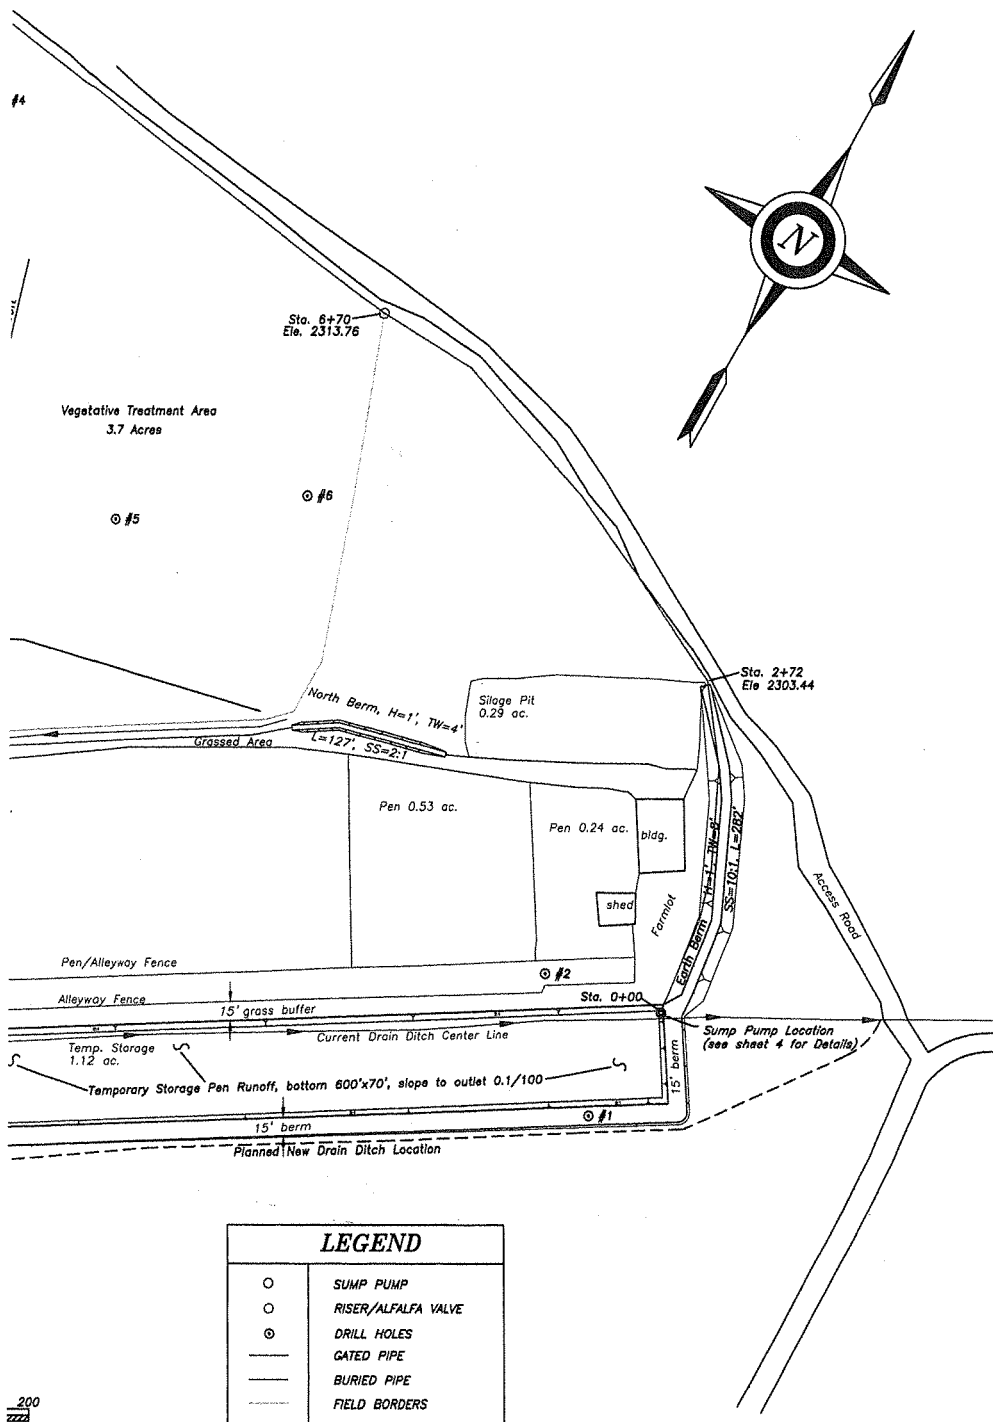 #4
N
Sta. 6+70
Ele. 2313.76
Vegetative Treatment Area
3.7 Acres
#6
#5
Sta. 2+72
Ele 2303.44
North Berm, H=1', TW=4'
L=127', SS=2:1
Silage Pit
0.29 ac.
Grassed Area
Pen 0.53 ac.
Pen 0.24 ac.
bldg.
shed
Farmlot
Earth Berm H=1', TW=8'
SS=10:1, L=282'
Access Road
Pen/Alleyway Fence
#2
Alleyway Fence
15' grass buffer
Sta. 0+00
Current Drain Ditch Center Line
Sump Pump Location
(see sheet 4 for Details)
Temp. Storage
1.12 ac.
Temporary Storage Pen Runoff, bottom 600'x70', slope to outlet 0.1/100
15' berm
#1
15' berm
Planned New Drain Ditch Location
LEGEND
SUMP PUMP
RISER/ALFALFA VALVE
DRILL HOLES
GATED PIPE
BURIED PIPE
FIELD BORDERS
200